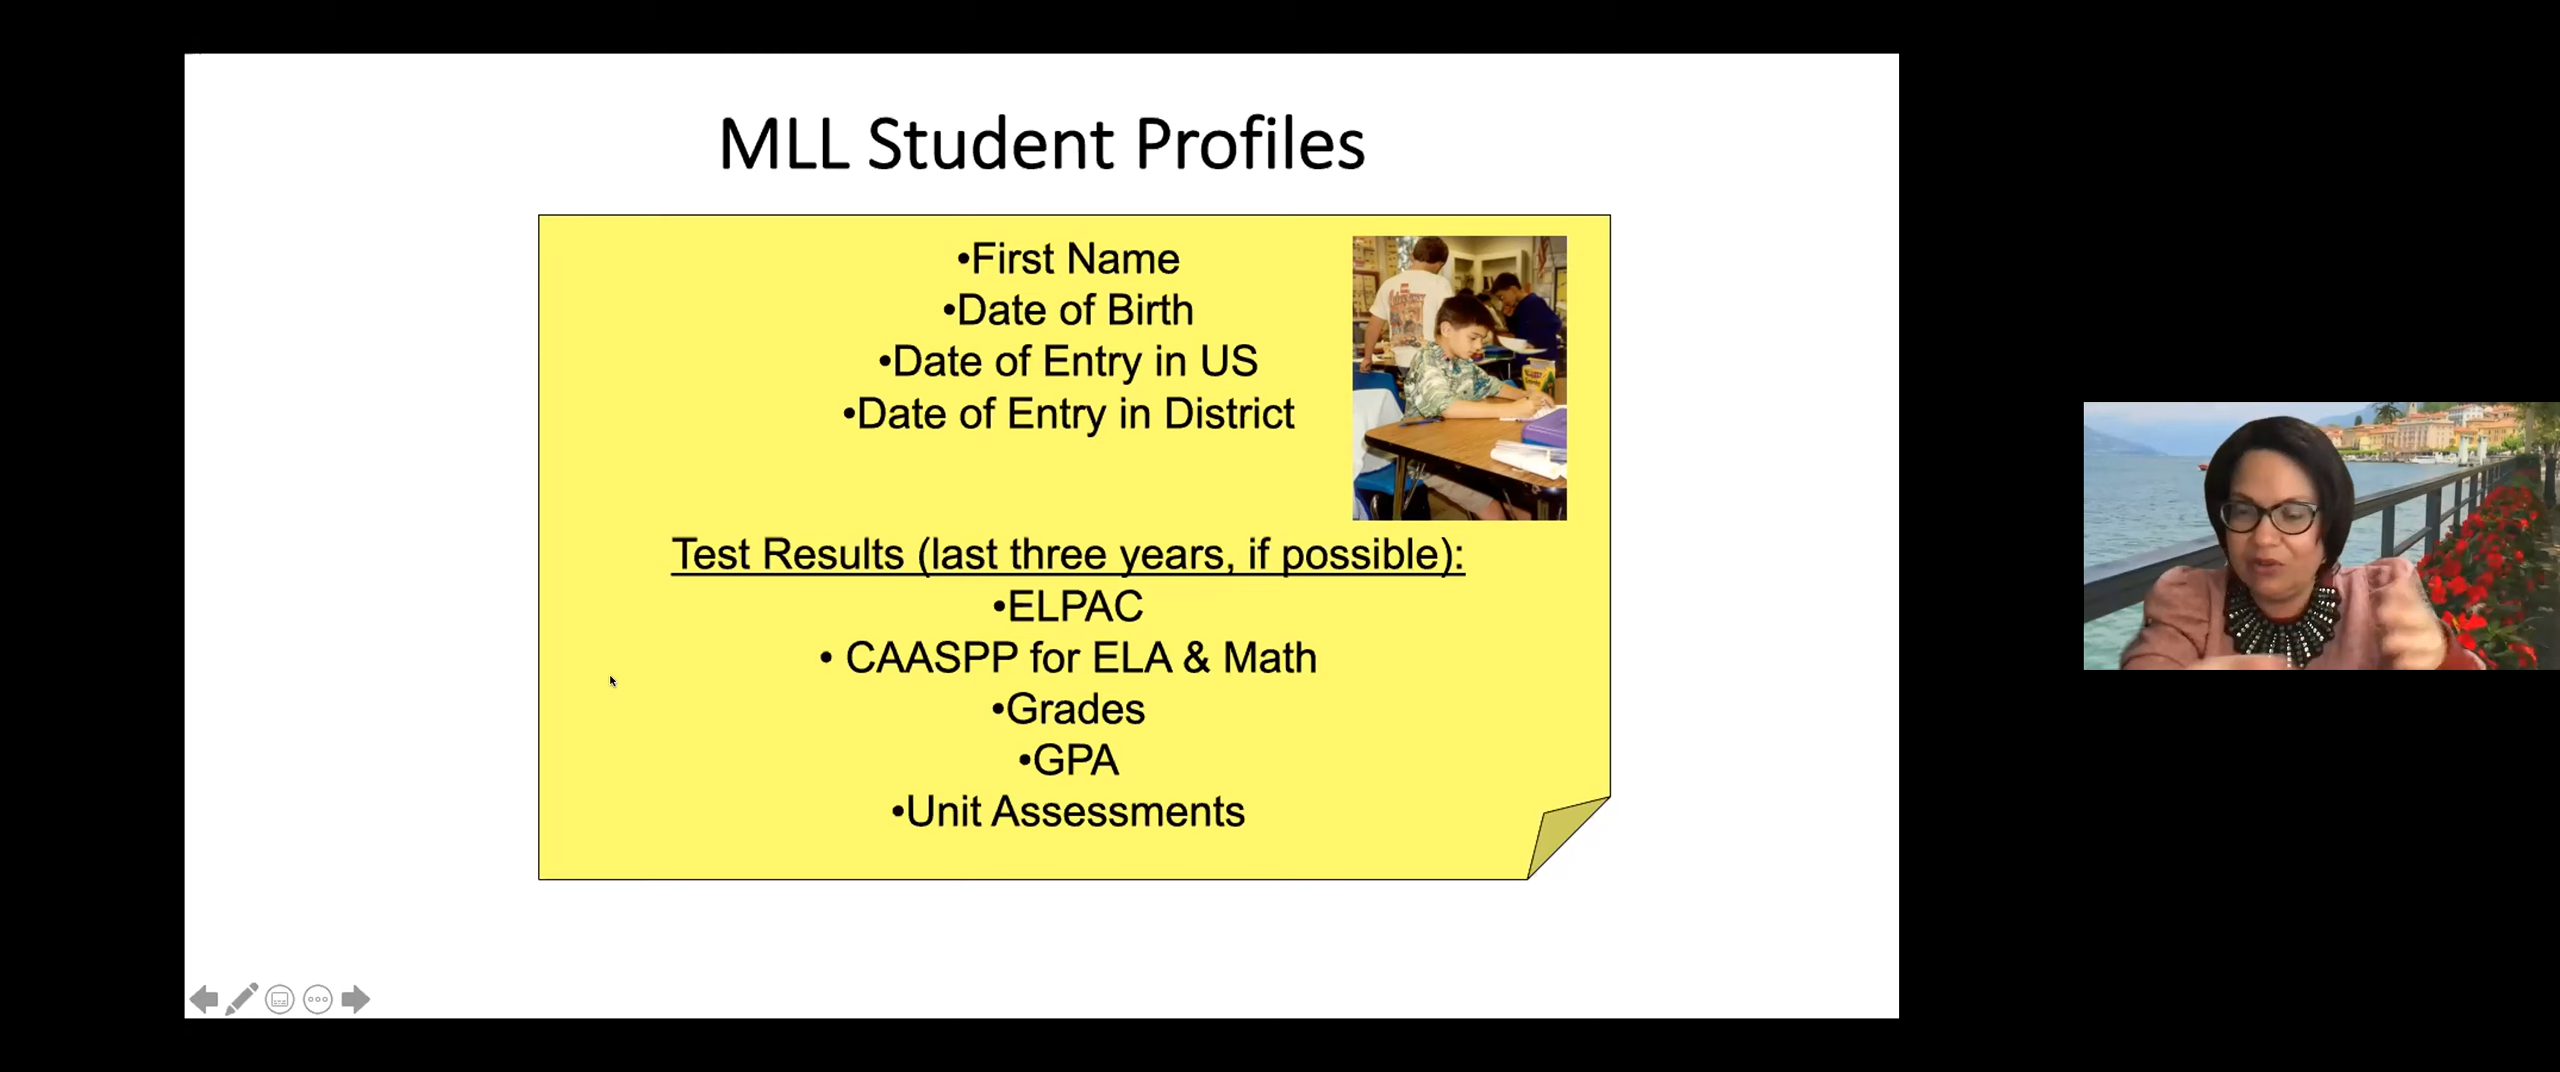 MLL Student Profiles
•First Name
•Date of Birth
•Date of Entry in US
•Date of Entry in District
Test Results (last three years, if possible):
•ELPAC
• CAASPP for ELA & Math
•Grades
•GPA
•Unit Assessments